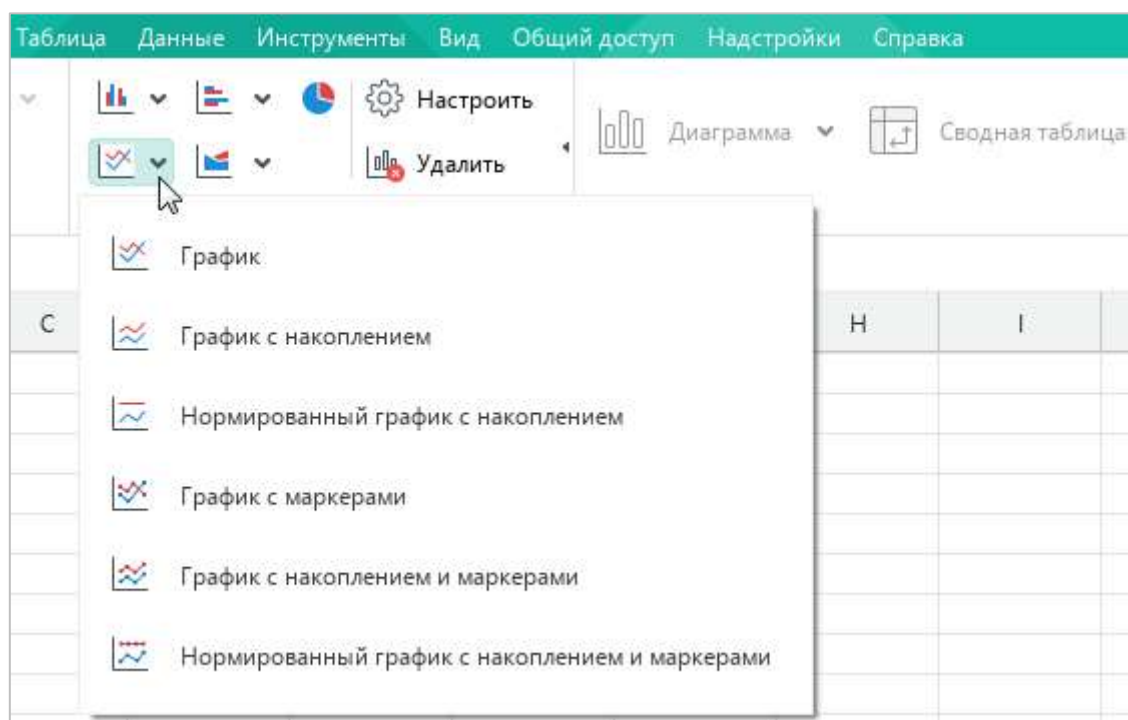 Таблица Данные Инструменты Вид Общий доступ Надстройки Справка
Настроить
Диаграмма Сводная таблица
Удалить
График
C H I
График с накоплением
Нормированный график с накоплением
График с маркерами
График с накоплением и маркерами
Нормированный график с накоплением и маркерами